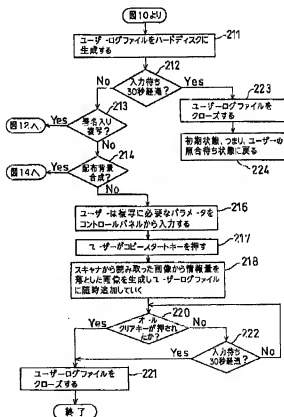 図10より
211
ユーザーログファイルをハードディスクに
生成する
212
入力待ち
30秒経過?
No
Yes
223
ユーザーログファイルを
クローズする
初期状態、つまり、ユーザーの
照合待ち状態に戻る
224
213
署名入り
複写?
Yes
図12へ
No
214
配布背景
合成?
Yes
図14へ
No
216
ユーザーは複写に必要なパラメータを
コントロールパネルから入力する
217
ユーザーがコピースタートキーを押す
218
スキャナから読み取った画像から情報量を
落とした画像を生成してユーザーログファイル
に随時追加していく
220
オール
クリアキーが押され
たか?
Yes
No
222
入力待ち
30秒経過?
Yes
No
221
ユーザーログファイルを
クローズする
終了